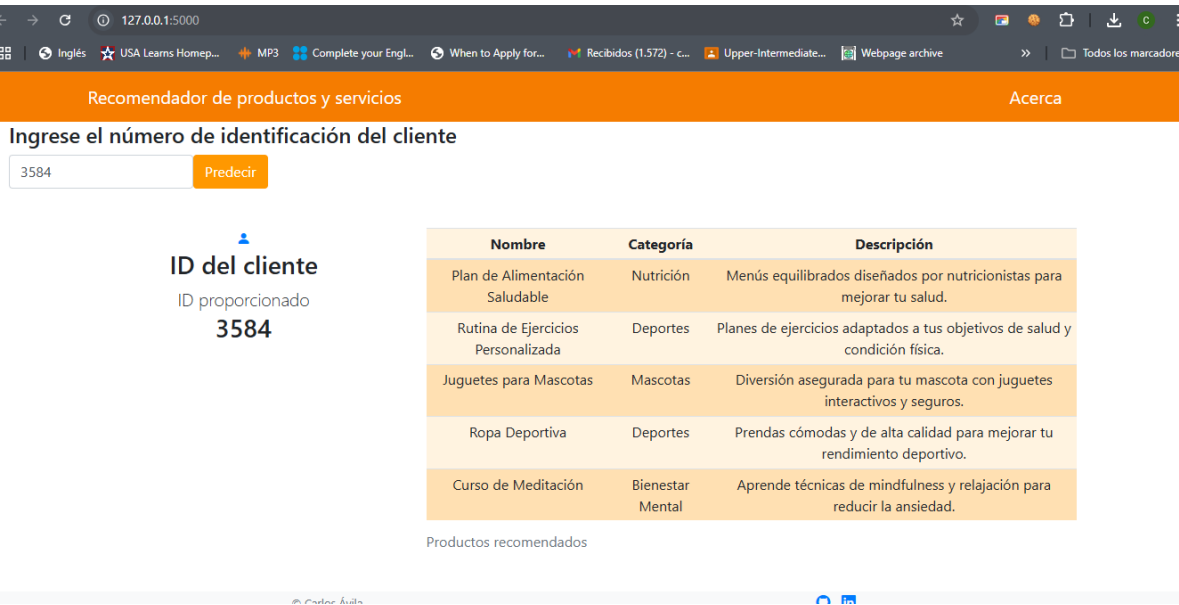 127.0.0.1:5000
C
Inglés
USA Learns Homep...
MP3
Complete your Engl...
When to Apply for...
Recibidos (1.572) - c...
Upper-Intermediate...
Webpage archive
»
Todos los marcadore
Recomendador de productos y servicios
Acerca
Ingrese el número de identificación del cliente
3584
Predecir
ID del cliente
ID proporcionado
3584
Nombre Categoría Descripción
Plan de Alimentación Nutrición Menús equilibrados diseñados por nutricionistas para
Saludable mejorar tu salud.
Rutina de Ejercicios Deportes Planes de ejercicios adaptados a tus objetivos de salud y
Personalizada condición física.
Juguetes para Mascotas Mascotas Diversión asegurada para tu mascota con juguetes
interactivos y seguros.
Ropa Deportiva Deportes Prendas cómodas y de alta calidad para mejorar tu
rendimiento deportivo.
Curso de Meditación Bienestar Aprende técnicas de mindfulness y relajación para
Mental reducir la ansiedad.
Productos recomendados
© Carlos Ávila
in